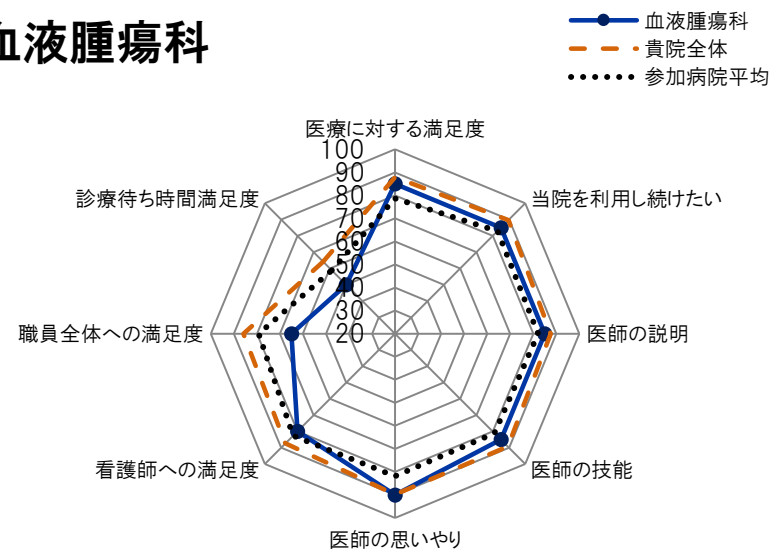 血液腫瘍科
血液腫瘍科
貴院全体
参加病院平均
医療に対する満足度
当院を利用し続けたい
医師の説明
医師の技能
医師の思いやり
看護師への満足度
職員全体への満足度
診療待ち時間満足度
100
90
80
70
60
50
40
30
20